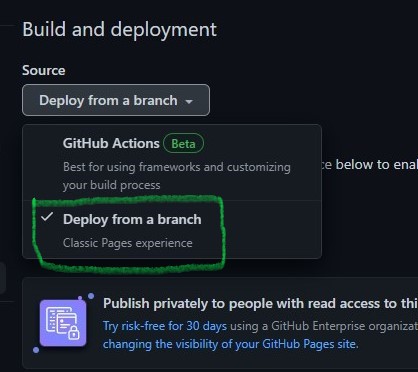 Build and deployment
Source
Deploy from a branch
GitHub Actions Beta
Best for using frameworks and customizing
your build process
ce below to enal
Deploy from a branch
Classic Pages experience
Publish privately to people with read access to thi
Try risk-free for 30 days using a GitHub Enterprise organizat
changing the visibility of your GitHub Pages site.